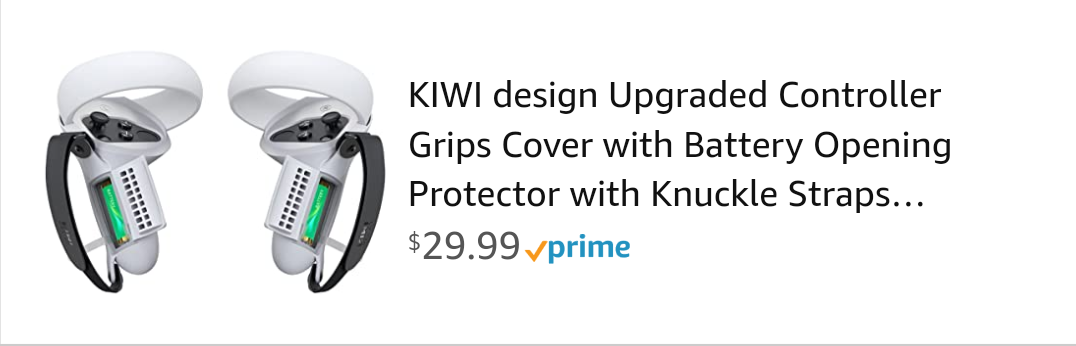 KIWI design Upgraded Controller
Grips Cover with Battery Opening
Protector with Knuckle Straps...
$29.99 prime